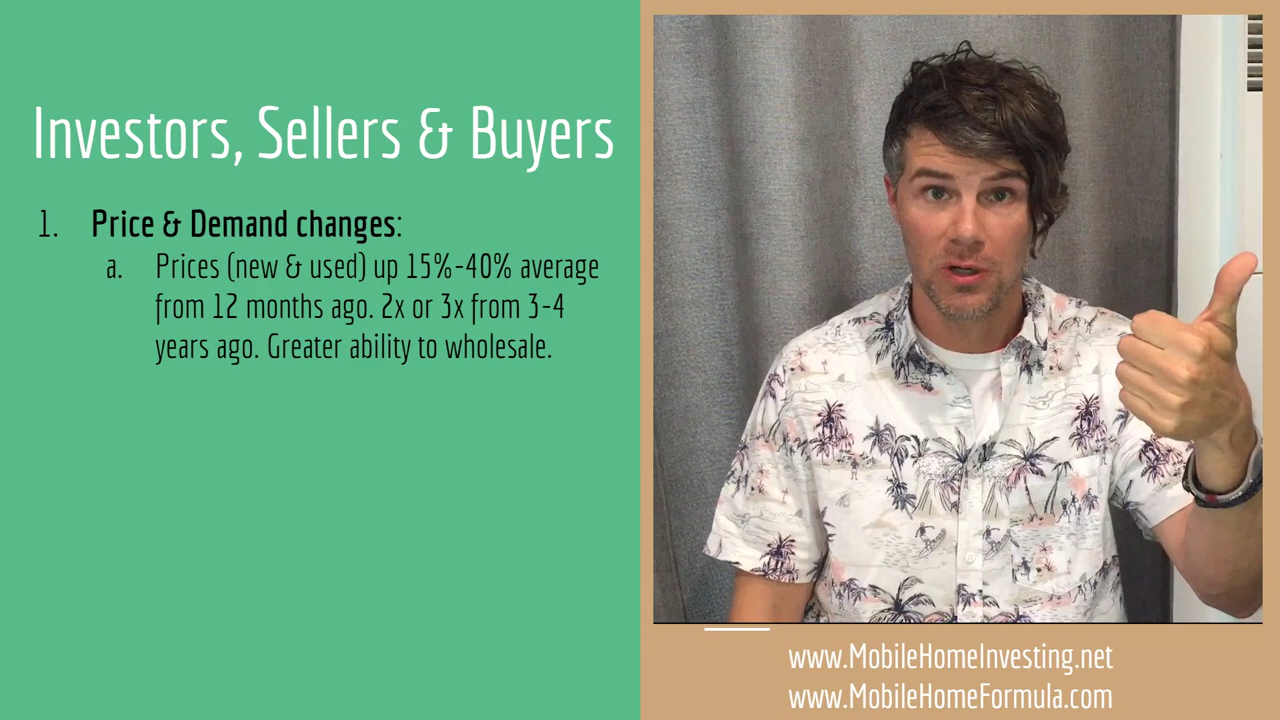 Investors, Sellers & Buyers
1. Price & Demand changes:
a. Prices (new & used) up 15%-40% average
from 12 months ago. 2x or 3x from 3-4
years ago. Greater ability to wholesale.
www.MobileHomeInvesting.net
www.MobileHomeFormula.com